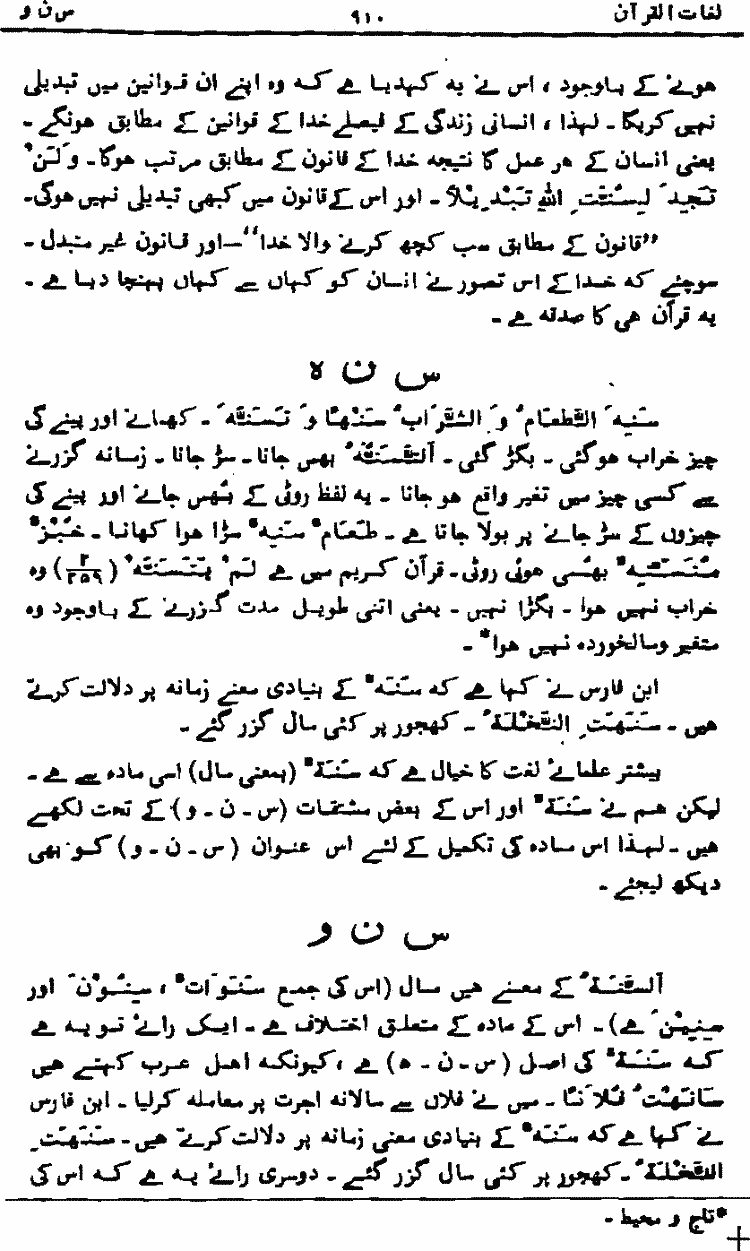 لغات القرآن ۹۱۰ س ن و
ہونے کے باوجود ، اس نے یہ کہدیا ہے کہ وہ اپنے ان قوانین میں تبدیلی
نہیں کریگا ۔ لہذا ، انسانی زندگی کے فیصلے خدا کے قوانین کے مطابق ہونگے ۔
یعنی انسان کے ہر عمل کا نتیجہ خدا کے قانون کے مطابق مرتب ہوگا۔ وَلَنْ
تَجِدَ لِسُنَّتِ اللہِ تَبْدِیْلاً ۔ اور اس کے قانون میں کبھی تبدیلی نہیں ہوگی۔
”قانون کے مطابق سب کچھ کرنے والا خدا“—اور قانون غیر متبدل ۔
سوچئے کہ خدا کے اس تصور نے انسان کو کہاں سے کہاں پہنچا دیا ہے ۔
یہ قرآن ہی کا صدقہ ہے ۔
س ن ہ
سَنِہَ الطَّعَامُ وَ الشَّرَابُ سَنْہًا وَ تَسَنَّہَ ۔ کھانے اور پینے کی
چیز خراب ہوگئی ۔ بگڑ گئی ۔ اَلتَّسَنُّہُ بھس جانا۔ سڑ جانا ۔ زمانہ گزرنے
سے کسی چیز میں تغیر واقع ہو جانا ۔ یہ لفظ روٹی کے بھُس جانے اور پینے کی
چیزوں کے سڑ جانے پر بولا جاتا ہے ۔ طَعَامٌ سَنِہٌ سڑا ہوا کھانا ۔ خُبْزٌ
مُتَسَنِّہٌ بھُسی ہوئی روٹی۔ قرآن کریم میں ہے لَمْ یَتَسَنَّہْ (۲/۲۵۹) وہ
خراب نہیں ہوا ۔ بگڑا نہیں ۔ یعنی اتنی طویل مدت گزرنے کے باوجود وہ
متغیر وسالخوردہ نہیں ہوا* ۔
ابن فارس نے کہا ہے کہ سَنَہٌ کے بنیادی معنے زمانہ پر دلالت کرتے
ہیں ۔ سَنَہَتِ النَّخْلَۃُ ۔ کھجور پر کئی سال گزر گئے ۔
بیشتر علمائے لغت کا خیال ہے کہ سَنَۃٌ (بمعنی سال) اسی مادہ سے ہے ۔
لیکن ہم نے سَنَۃٌ اور اس کے بعض مشتقات (س ۔ ن ۔ و) کے تحت لکھے
ہیں ۔ لہذا اس مادہ کی تکمیل کے لئے اس عنوان (س ۔ ن ۔ و) کو بھی
دیکھ لیجئے ۔
س ن و
اَلسَّنَۃُ کے معنے ہیں سال (اس کی جمع سَنَوَاتٌ ، سِنُوْنَ اور
سِنِیْنَ ہے) ۔ اس کے مادہ کے متعلق اختلاف ہے ۔ ایک رائے تو یہ ہے
کہ سَنَۃٌ کی اصل (س ۔ ن ۔ ہ) ہے ، کیونکہ اہل عرب کہتے ہیں
سَانَہْتُ فُلاَنًا ۔ میں نے فلاں سے سالانہ اجرت پر معاملہ کرلیا ۔ ابن فارس
نے کہا ہے کہ سَنَہٌ کے بنیادی معنی زمانہ پر دلالت کرتے ہیں۔ سَنَہَتِ
النَّخْلَۃُ ۔ کھجور پر کئی سال گزر گئے ۔ دوسری رائے یہ ہے کہ اس کی
*تاج و محیط ۔